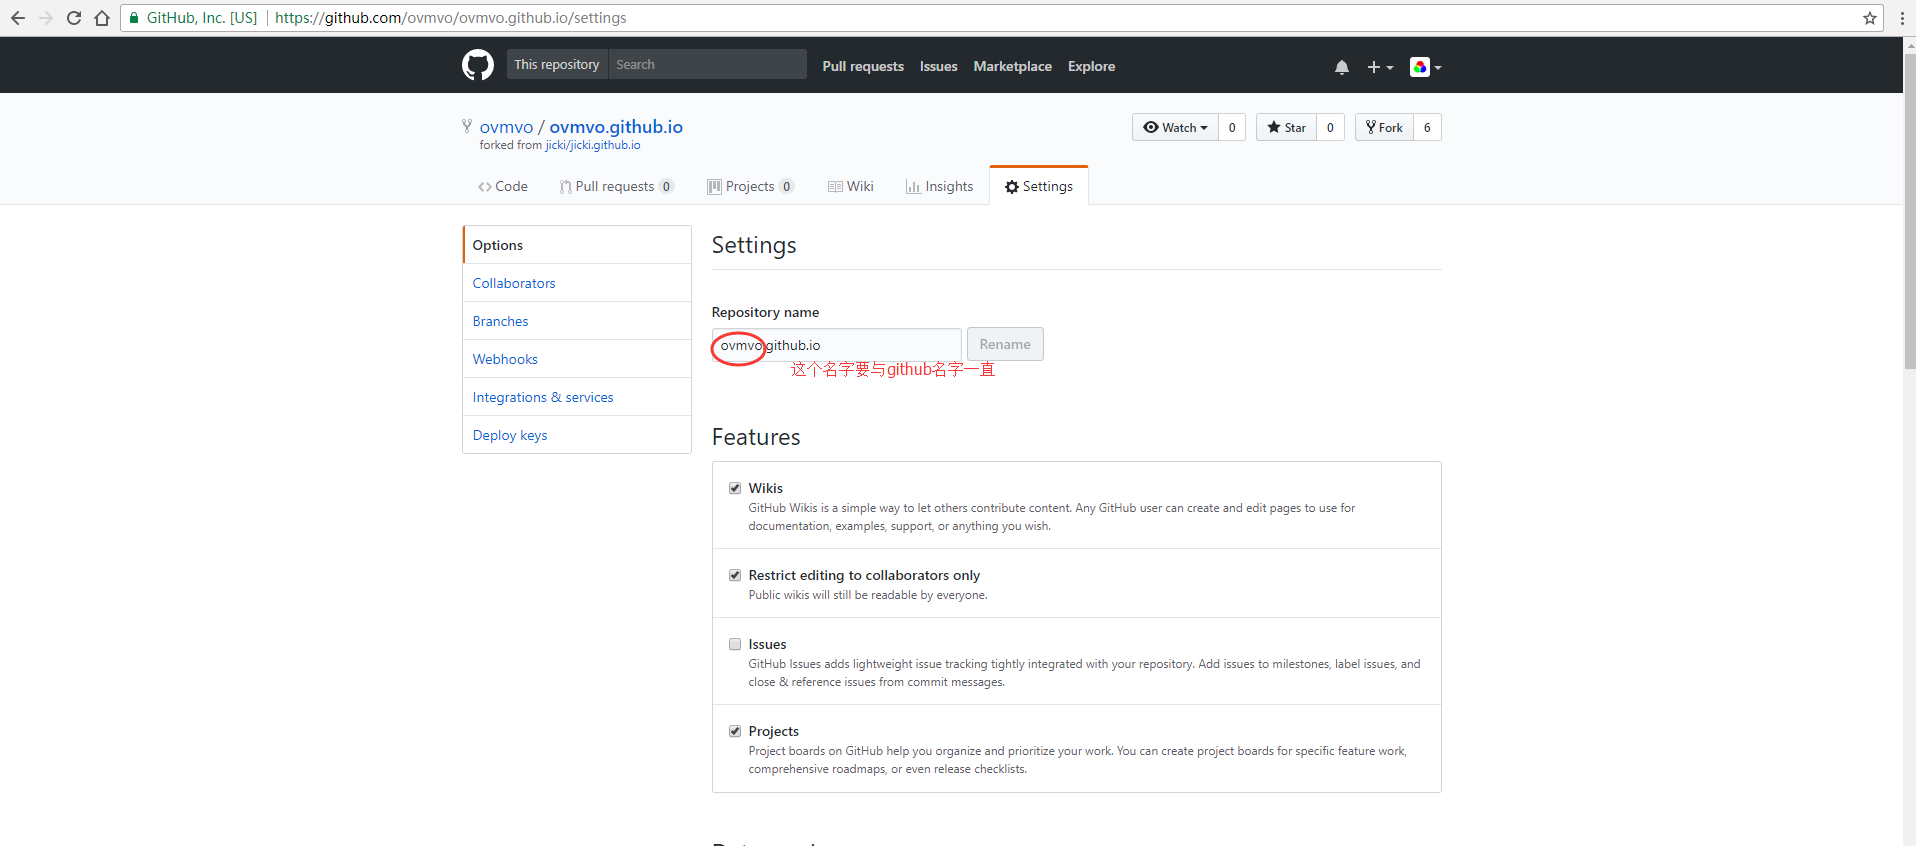 GitHub, Inc. [US] https://github.com/ovmvo/ovmvo.github.io/settings
This repository Search Pull requests Issues Marketplace Explore
ovmvo / ovmvo.github.io Watch 0 Star 0 Fork 6
forked from jicki/jicki.github.io
Code Pull requests 0 Projects 0 Wiki Insights Settings
Options
Collaborators
Branches
Webhooks
Integrations & services
Deploy keys
Settings
Repository name
ovmvo.github.io Rename
这个名字要与github名字一直
Features
Wikis
GitHub Wikis is a simple way to let others contribute content. Any GitHub user can create and edit pages to use for
documentation, examples, support, or anything you wish.
Restrict editing to collaborators only
Public wikis will still be readable by everyone.
Issues
GitHub Issues adds lightweight issue tracking tightly integrated with your repository. Add issues to milestones, label issues, and
close & reference issues from commit messages.
Projects
Project boards on GitHub help you organize and prioritize your work. You can create project boards for specific feature work,
comprehensive roadmaps, or even release checklists.